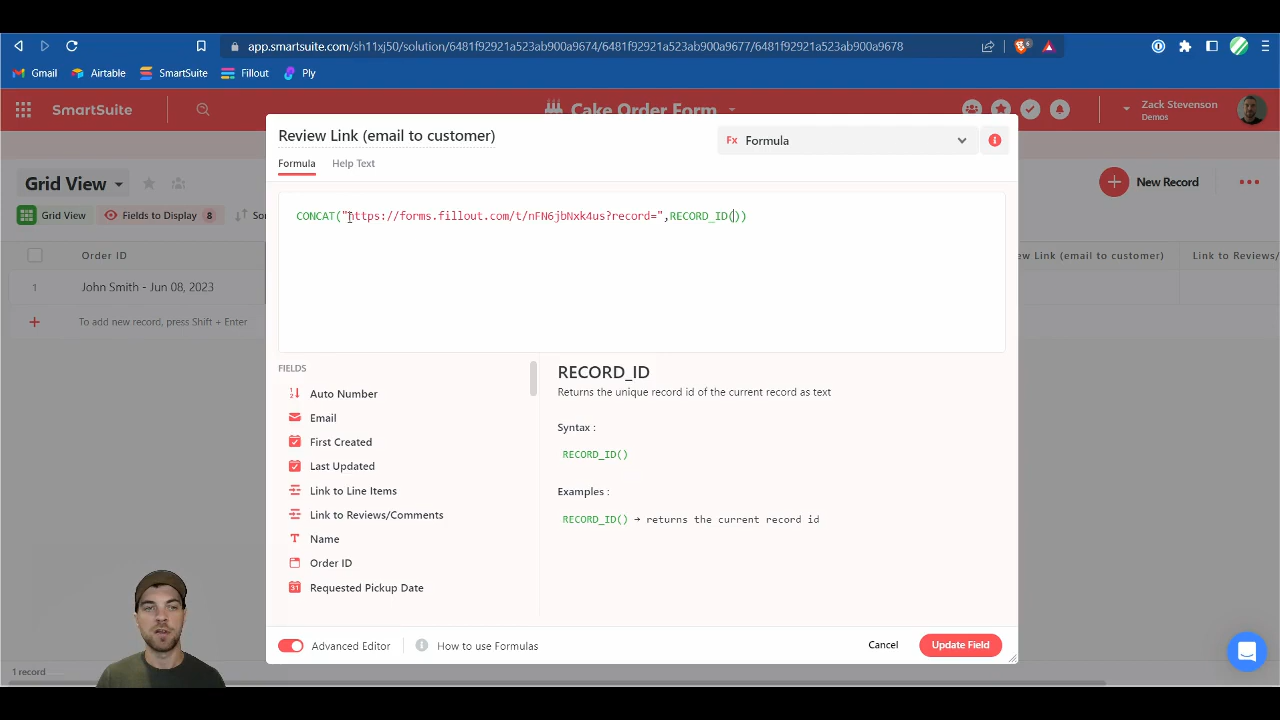 app.smartsuite.com/sh11xj50/solution/6481f92921a523ab900a9674/6481f92921a523ab900a9677/6481f92921a523ab900a9678
6
Gmail Airtable SmartSuite Fillout Ply
SmartSuite Cake Order Form Zack Stevenson
Demos
Review Link (email to customer) Fx Formula
Formula Help Text
Grid View New Record
Grid View Fields to Display 8 So
CONCAT("https://forms.fillout.com/t/nFN6jbNxk4us?record=",RECORD_ID())
Order ID ew Link (email to customer) Link to Reviews/
1 John Smith - Jun 08, 2023
To add new record, press Shift + Enter
FIELDS
Auto Number
Email
First Created
Last Updated
Link to Line Items
Link to Reviews/Comments
Name
Order ID
31 Requested Pickup Date
RECORD_ID
Returns the unique record id of the current record as text
Syntax :
RECORD_ID()
Examples :
RECORD_ID() → returns the current record id
Advanced Editor How to use Formulas Cancel Update Field
1 record